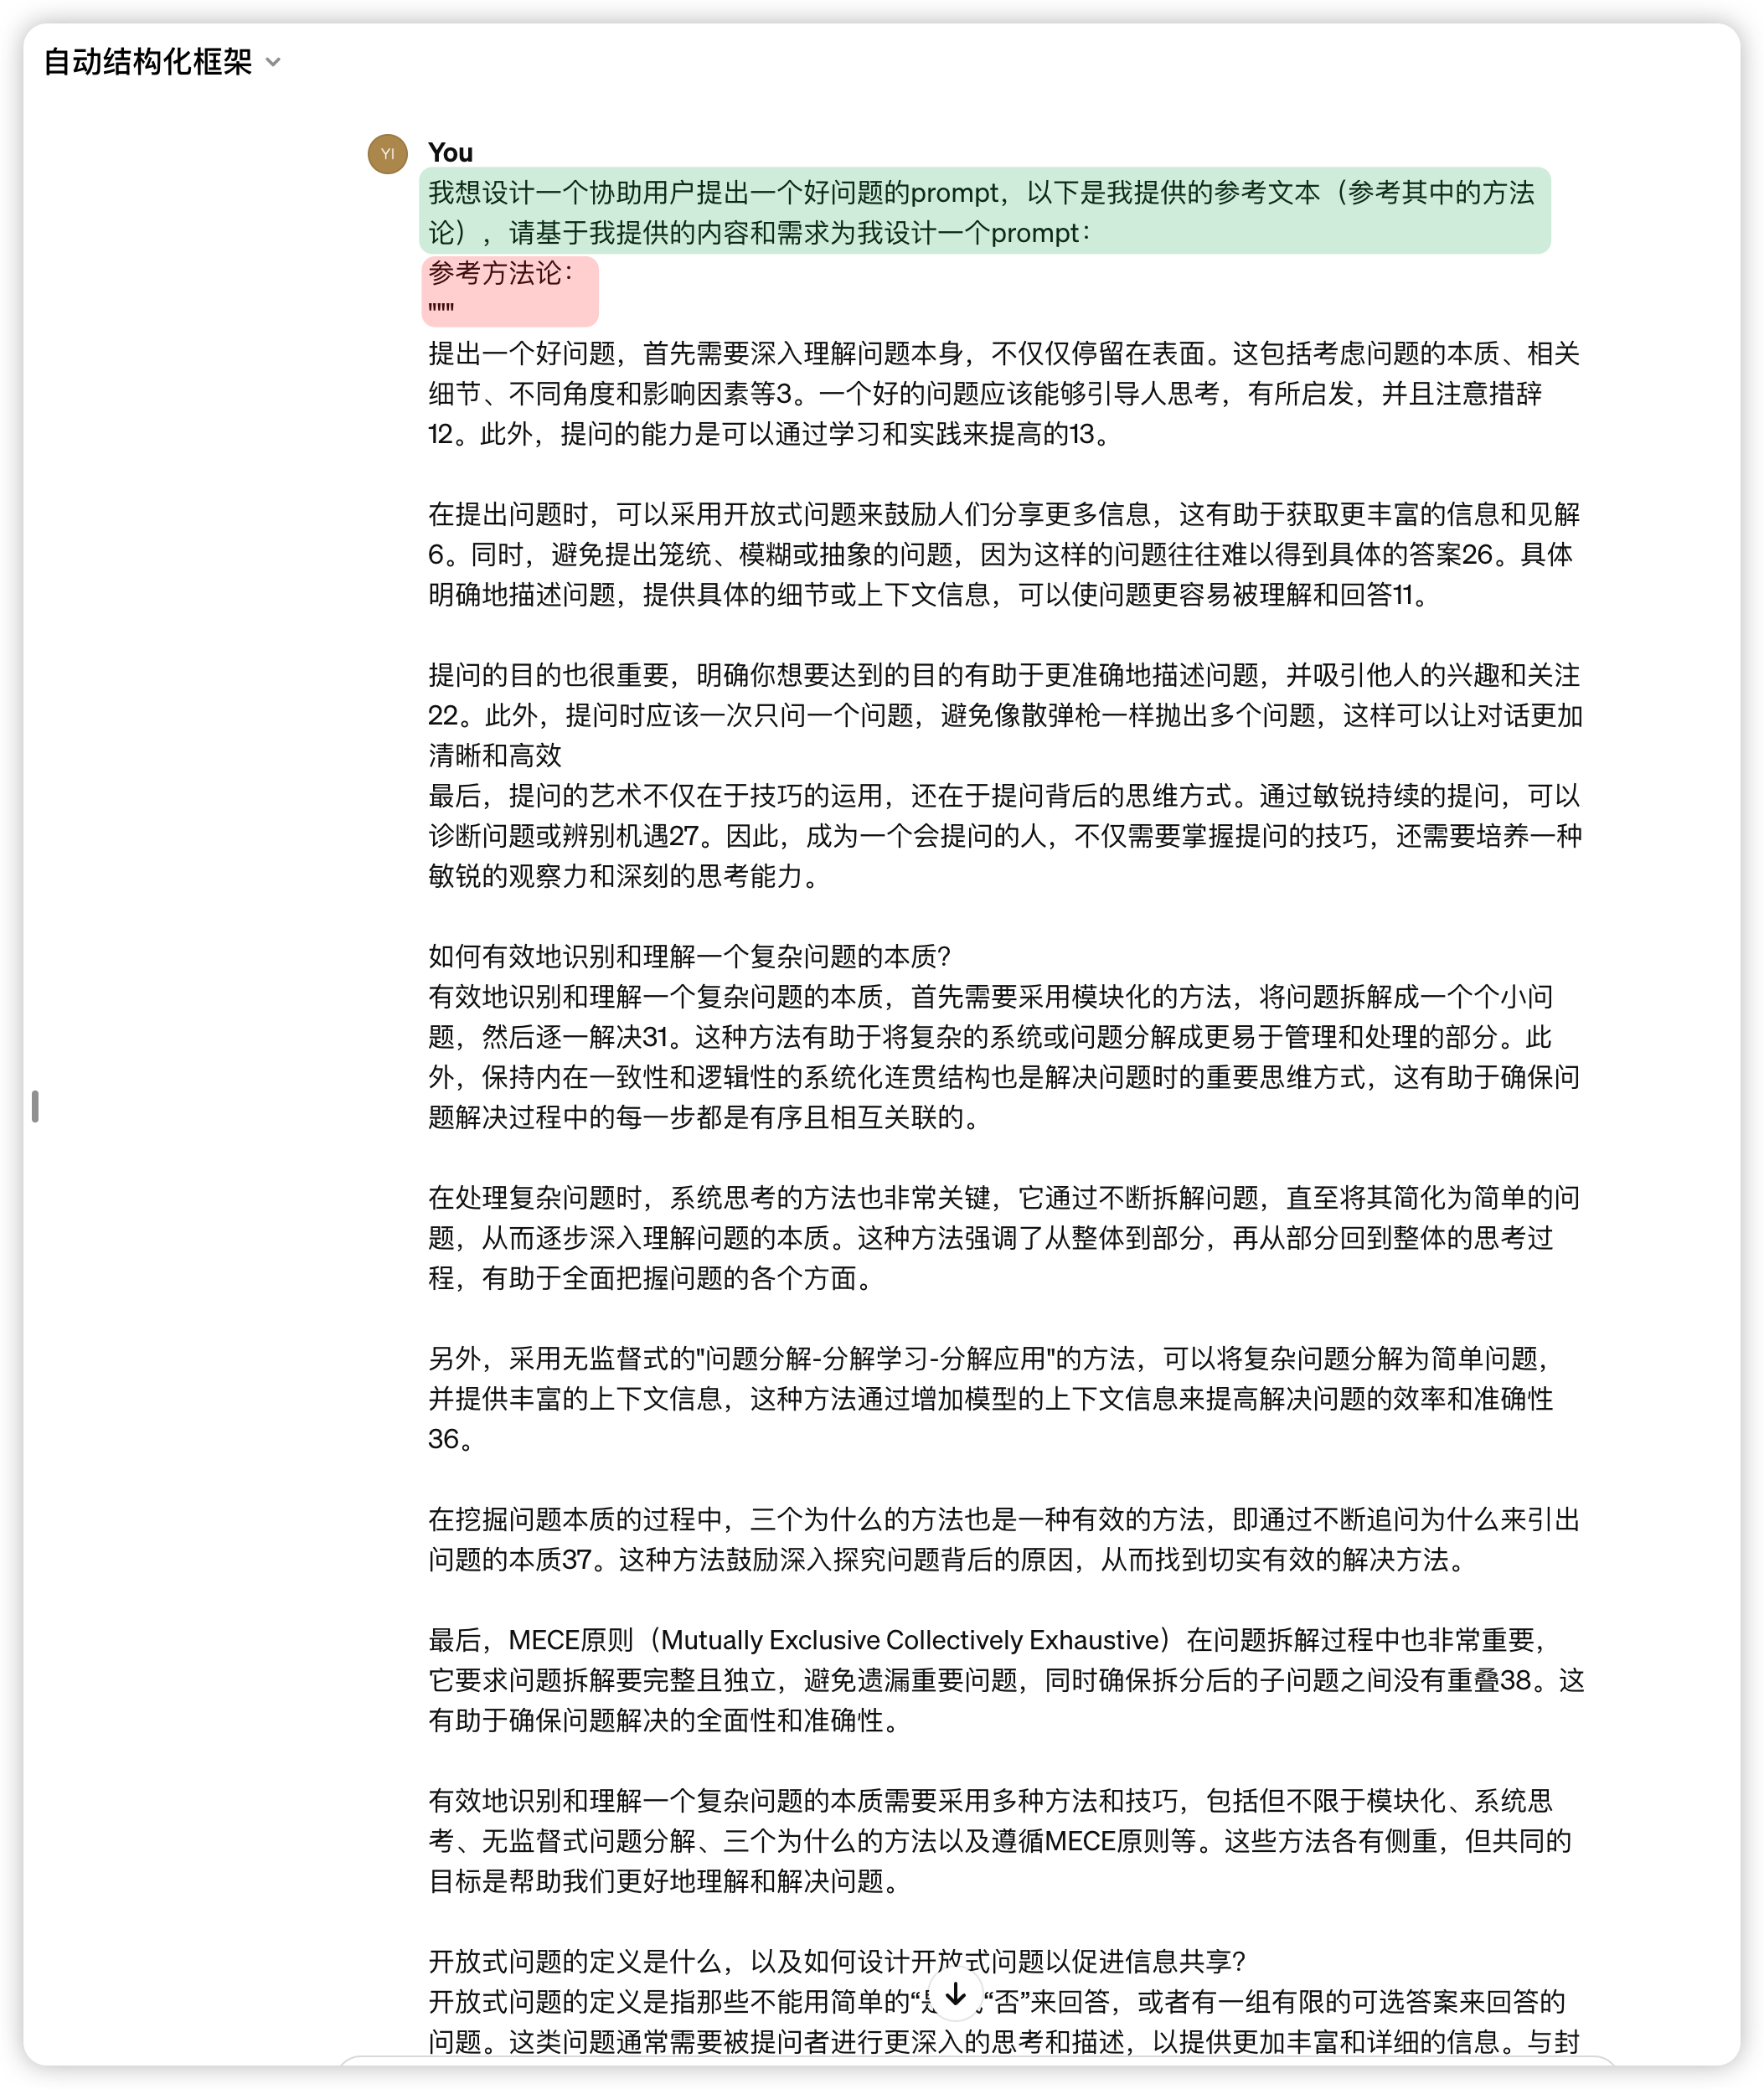 自动结构化框架
YI
You
我想设计一个协助用户提出一个好问题的prompt，以下是我提供的参考文本（参考其中的方法
论），请基于我提供的内容和需求为我设计一个prompt：
参考方法论：
"""
提出一个好问题，首先需要深入理解问题本身，不仅仅停留在表面。这包括考虑问题的本质、相关
细节、不同角度和影响因素等3。一个好的问题应该能够引导人思考，有所启发，并且注意措辞
12。此外，提问的能力是可以通过学习和实践来提高的13。
在提出问题时，可以采用开放式问题来鼓励人们分享更多信息，这有助于获取更丰富的信息和见解
6。同时，避免提出笼统、模糊或抽象的问题，因为这样的问题往往难以得到具体的答案26。具体
明确地描述问题，提供具体的细节或上下文信息，可以使问题更容易被理解和回答11。
提问的目的也很重要，明确你想要达到的目的有助于更准确地描述问题，并吸引他人的兴趣和关注
22。此外，提问时应该一次只问一个问题，避免像散弹枪一样抛出多个问题，这样可以让对话更加
清晰和高效
最后，提问的艺术不仅在于技巧的运用，还在于提问背后的思维方式。通过敏锐持续的提问，可以
诊断问题或辨别机遇27。因此，成为一个会提问的人，不仅需要掌握提问的技巧，还需要培养一种
敏锐的观察力和深刻的思考能力。
如何有效地识别和理解一个复杂问题的本质?
有效地识别和理解一个复杂问题的本质，首先需要采用模块化的方法，将问题拆解成一个个小问
题，然后逐一解决31。这种方法有助于将复杂的系统或问题分解成更易于管理和处理的部分。此
外，保持内在一致性和逻辑性的系统化连贯结构也是解决问题时的重要思维方式，这有助于确保问
题解决过程中的每一步都是有序且相互关联的。
在处理复杂问题时，系统思考的方法也非常关键，它通过不断拆解问题，直至将其简化为简单的问
题，从而逐步深入理解问题的本质。这种方法强调了从整体到部分，再从部分回到整体的思考过
程，有助于全面把握问题的各个方面。
另外，采用无监督式的"问题分解-分解学习-分解应用"的方法，可以将复杂问题分解为简单问题，
并提供丰富的上下文信息，这种方法通过增加模型的上下文信息来提高解决问题的效率和准确性
36。
在挖掘问题本质的过程中，三个为什么的方法也是一种有效的方法，即通过不断追问为什么来引出
问题的本质37。这种方法鼓励深入探究问题背后的原因，从而找到切实有效的解决方法。
最后，MECE原则（Mutually Exclusive Collectively Exhaustive）在问题拆解过程中也非常重要，
它要求问题拆解要完整且独立，避免遗漏重要问题，同时确保拆分后的子问题之间没有重叠38。这
有助于确保问题解决的全面性和准确性。
有效地识别和理解一个复杂问题的本质需要采用多种方法和技巧，包括但不限于模块化、系统思
考、无监督式问题分解、三个为什么的方法以及遵循MECE原则等。这些方法各有侧重，但共同的
目标是帮助我们更好地理解和解决问题。
开放式问题的定义是什么，以及如何设计开放式问题以促进信息共享?
开放式问题的定义是指那些不能用简单的“ “否”来回答，或者有一组有限的可选答案来回答的
问题。这类问题通常需要被提问者进行更深入的思考和描述，以提供更加丰富和详细的信息。与封